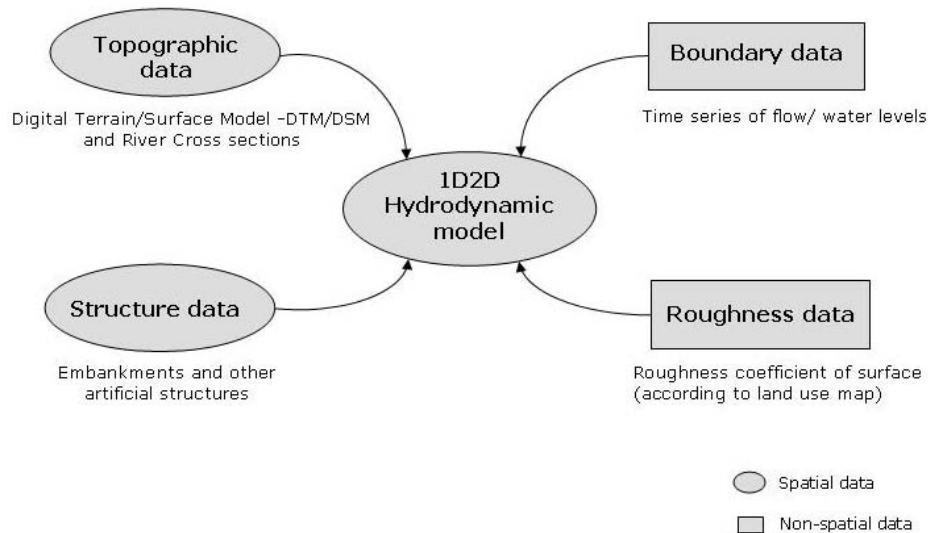 Topographic
data
Digital Terrain/Surface Model -DTM/DSM
and River Cross sections
Boundary data
Time series of flow/ water levels
1D2D
Hydrodynamic
model
Structure data
Embankments and other
artificial structures
Roughness data
Roughness coefficient of surface
(according to land use map)
Spatial data
Non-spatial data